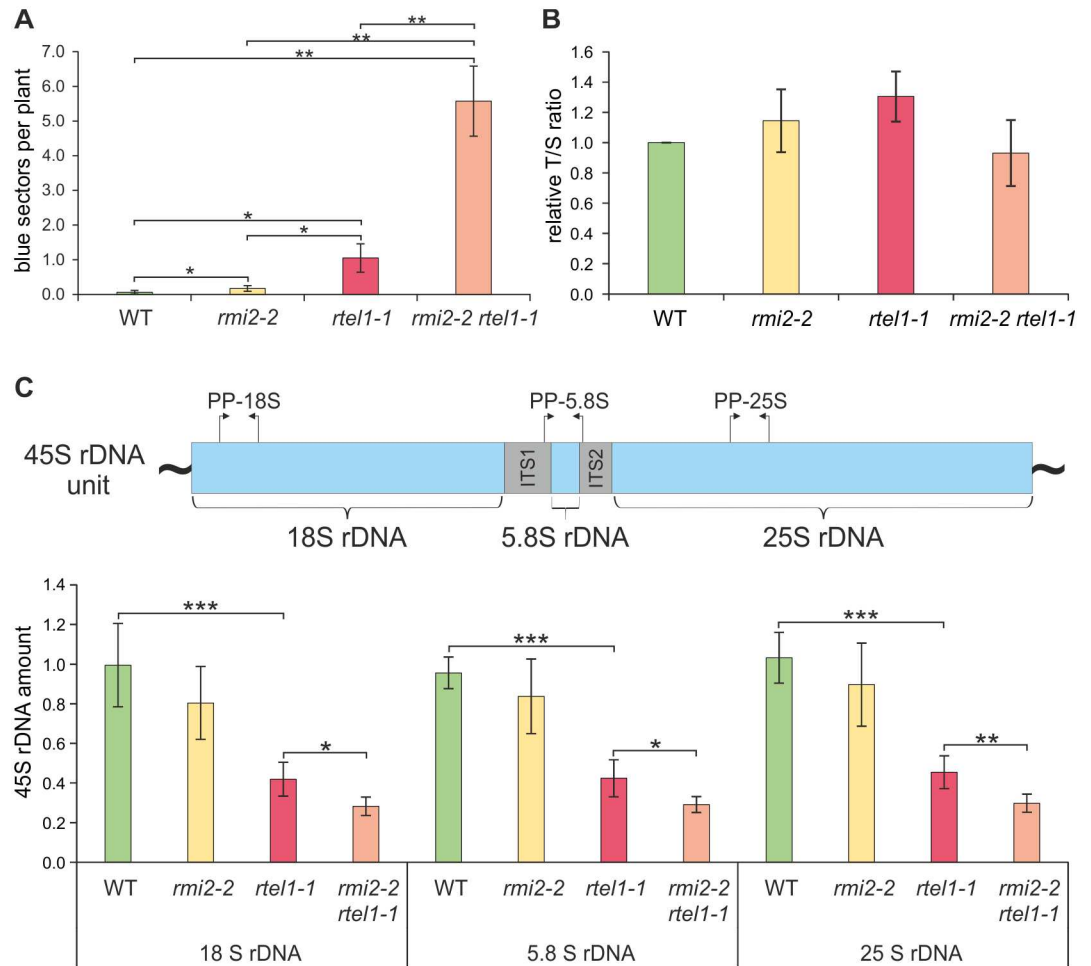 A
blue sectors per plant
7.0
6.0
5.0
4.0
3.0
2.0
1.0
0.0
**
**
**
*
*
*
WT
rmi2-2
rtel1-1
rmi2-2 rtel1-1
B
relative T/S ratio
1.6
1.4
1.2
1.0
0.8
0.6
0.4
0.2
0.0
WT
rmi2-2
rtel1-1
rmi2-2 rtel1-1
C
PP-18S
PP-5.8S
PP-25S
45S rDNA
unit
ITS1
ITS2
18S rDNA
5.8S rDNA
25S rDNA
45S rDNA amount
1.4
1.2
1.0
0.8
0.6
0.4
0.2
0.0
***
*
***
*
***
**
WT
rmi2-2
rtel1-1
rmi2-2
rtel1-1
WT
rmi2-2
rtel1-1
rmi2-2
rtel1-1
WT
rmi2-2
rtel1-1
rmi2-2
rtel1-1
18 S rDNA
5.8 S rDNA
25 S rDNA